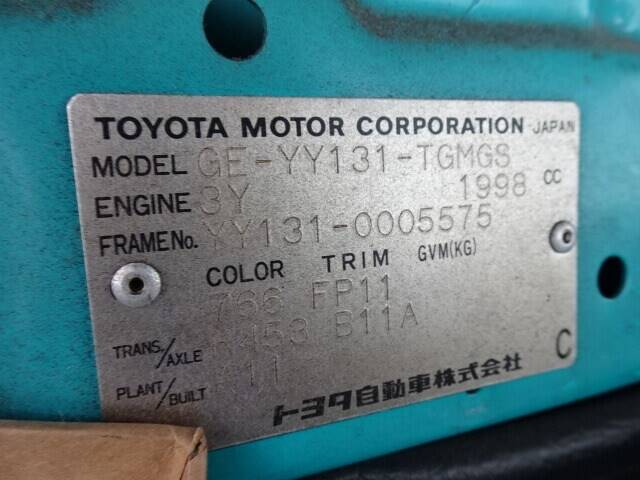 TOYOTA MOTOR CORPORATION JAPAN
MODEL GE-YY131-TGMGS
ENGINE 3Y 1998 CC
FRAME No. YY131-0005575
COLOR TRIM GVM(KG)
766 FP11
TRANS/AXLE B11A
PLANT/BUILT 11
トヨタ自動車株式会社
C